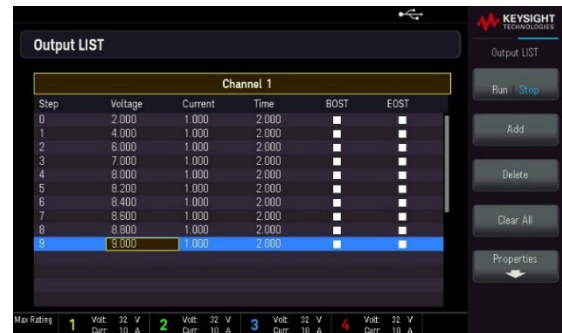 KEYSIGHT
TECHNOLOGIES
Output LIST
Output LIST
Channel 1
Step Voltage Current Time BOST EOST
0 2.000 1.000 2.000
1 4.000 1.000 2.000
2 6.000 1.000 2.000
3 7.000 1.000 2.000
4 8.000 1.000 2.000
5 8.200 1.000 2.000
6 8.400 1.000 2.000
7 8.600 1.000 2.000
8 8.800 1.000 2.000
9 9.000 1.000 2.000
Run Stop
Add
Delete
Clear All
Properties
Max Rating 1 Volt: 32 V 2 Volt: 32 V 3 Volt: 32 V 4 Volt: 32 V
Curr: 10 A Curr: 10 A Curr: 10 A Curr: 10 A